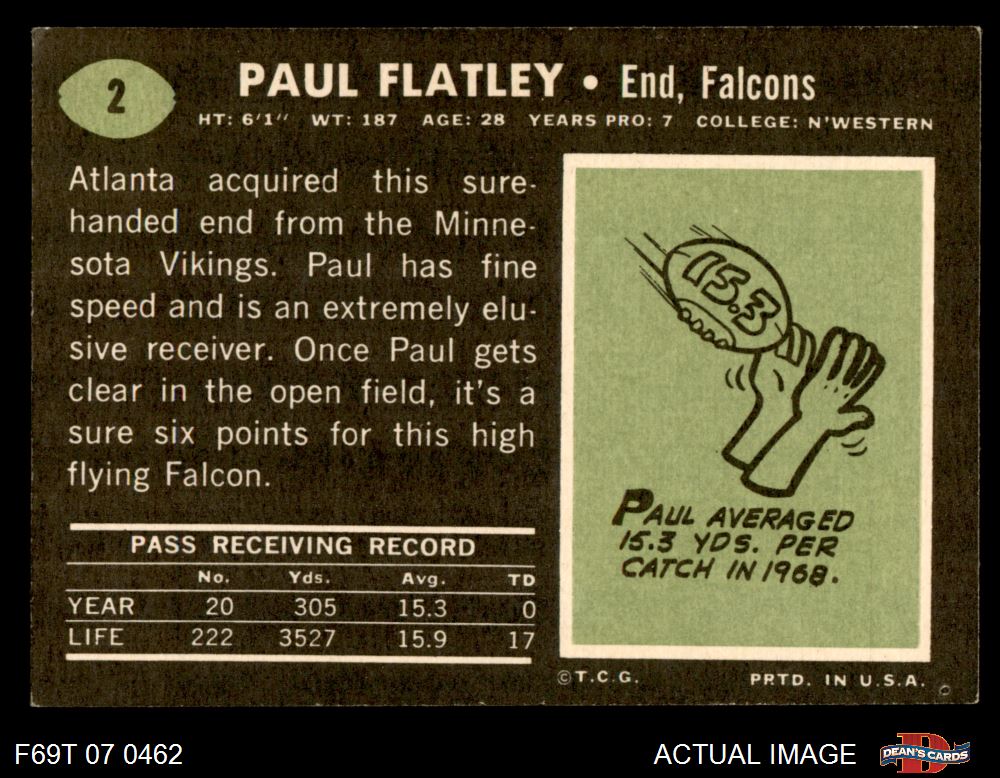 2
PAUL FLATLEY • End, Falcons
HT: 6'1" WT: 187 AGE: 28 YEARS PRO: 7 COLLEGE: N'WESTERN
Atlanta acquired this sure-
handed end from the Minne-
sota Vikings. Paul has fine
speed and is an extremely elu-
sive receiver. Once Paul gets
clear in the open field, it's a
sure six points for this high
flying Falcon.
PASS RECEIVING RECORD
No. Yds. Avg. TD
YEAR 20 305 15.3 0
LIFE 222 3527 15.9 17
15.3
PAUL AVERAGED
15.3 YDS. PER
CATCH IN 1968.
©T.C.G. PRTD. IN U.S.A.
F69T 07 0462
ACTUAL IMAGE
D
DEAN'S CARDS